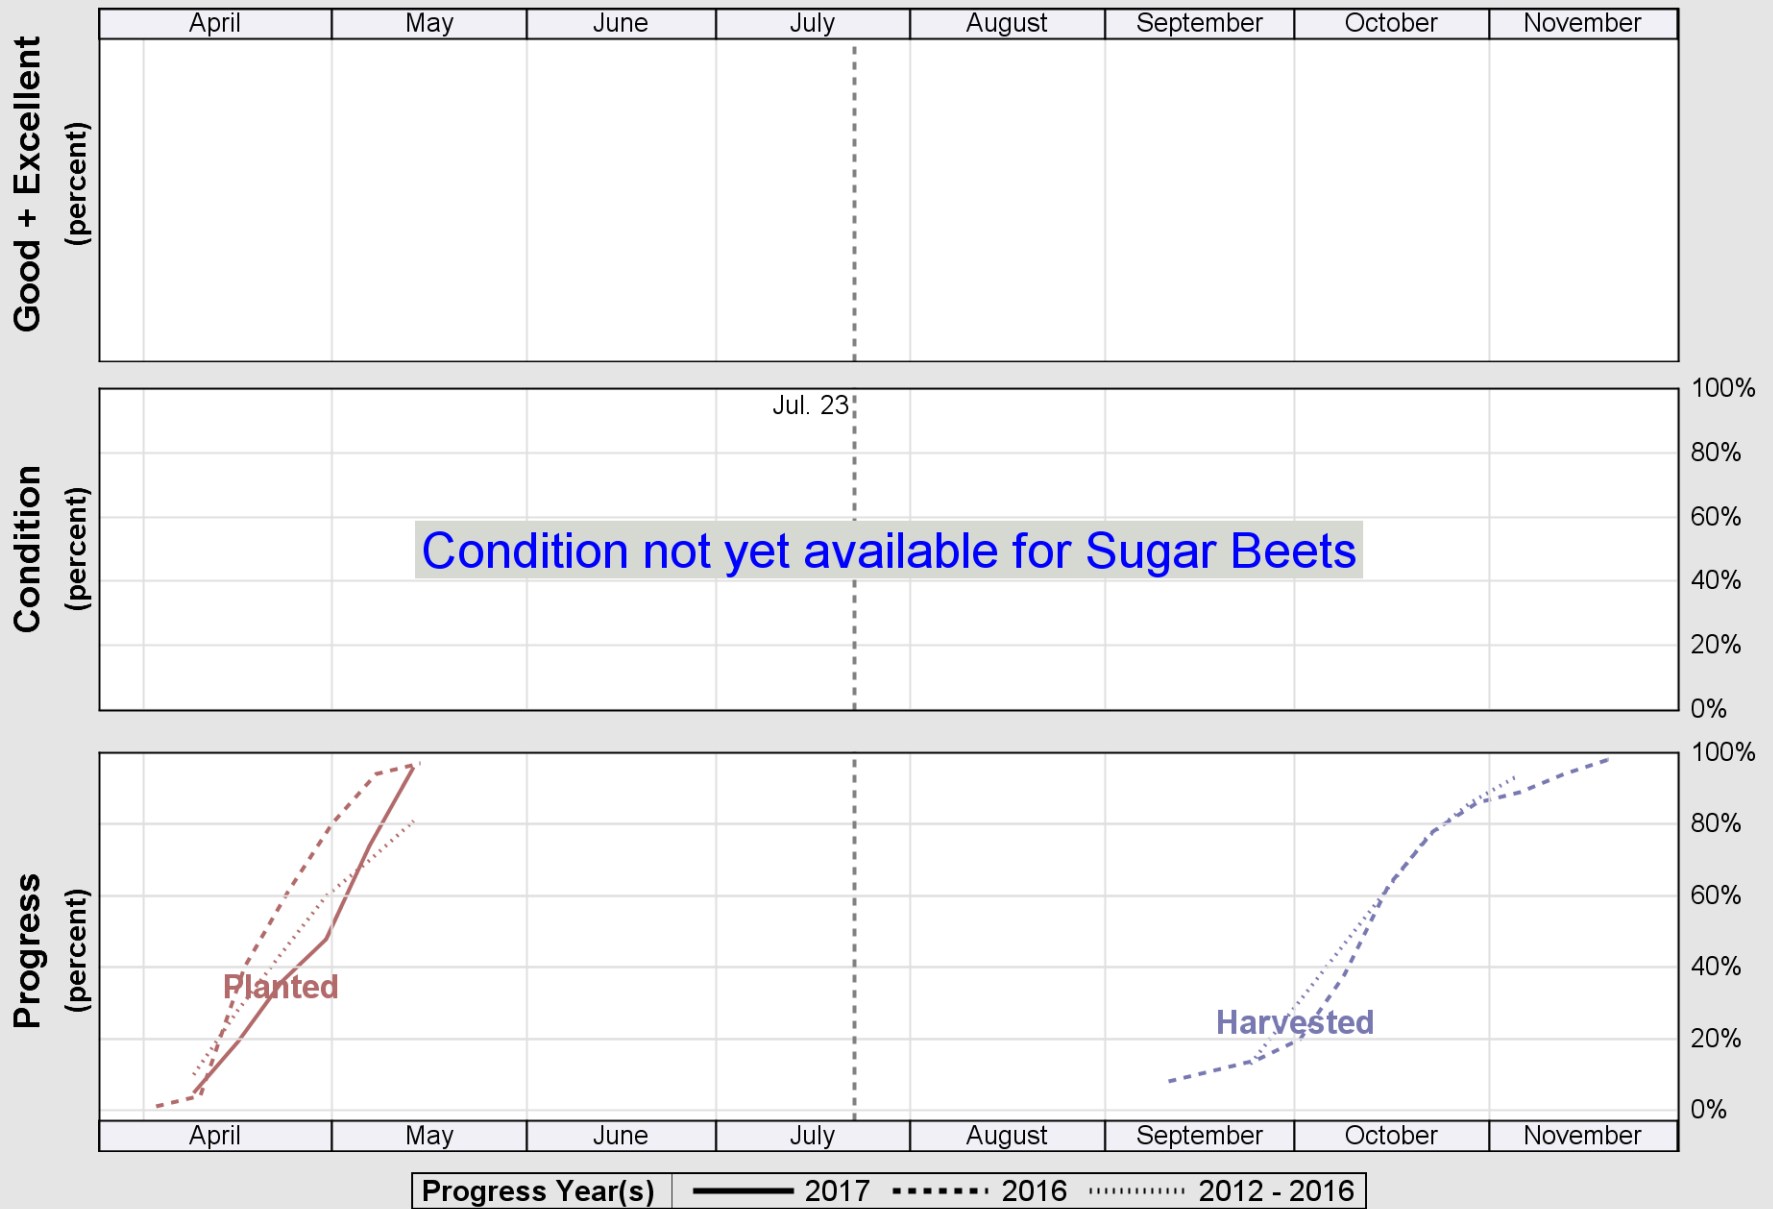 April May June July August September October November
Good + Excellent
(percent)
Condition
(percent)
Jul. 23
Condition not yet available for Sugar Beets
100%
80%
60%
40%
20%
0%
Progress
(percent)
Planted
Harvested
100%
80%
60%
40%
20%
0%
April May June July August September October November
Progress Year(s) 2017 2016 2012 - 2016